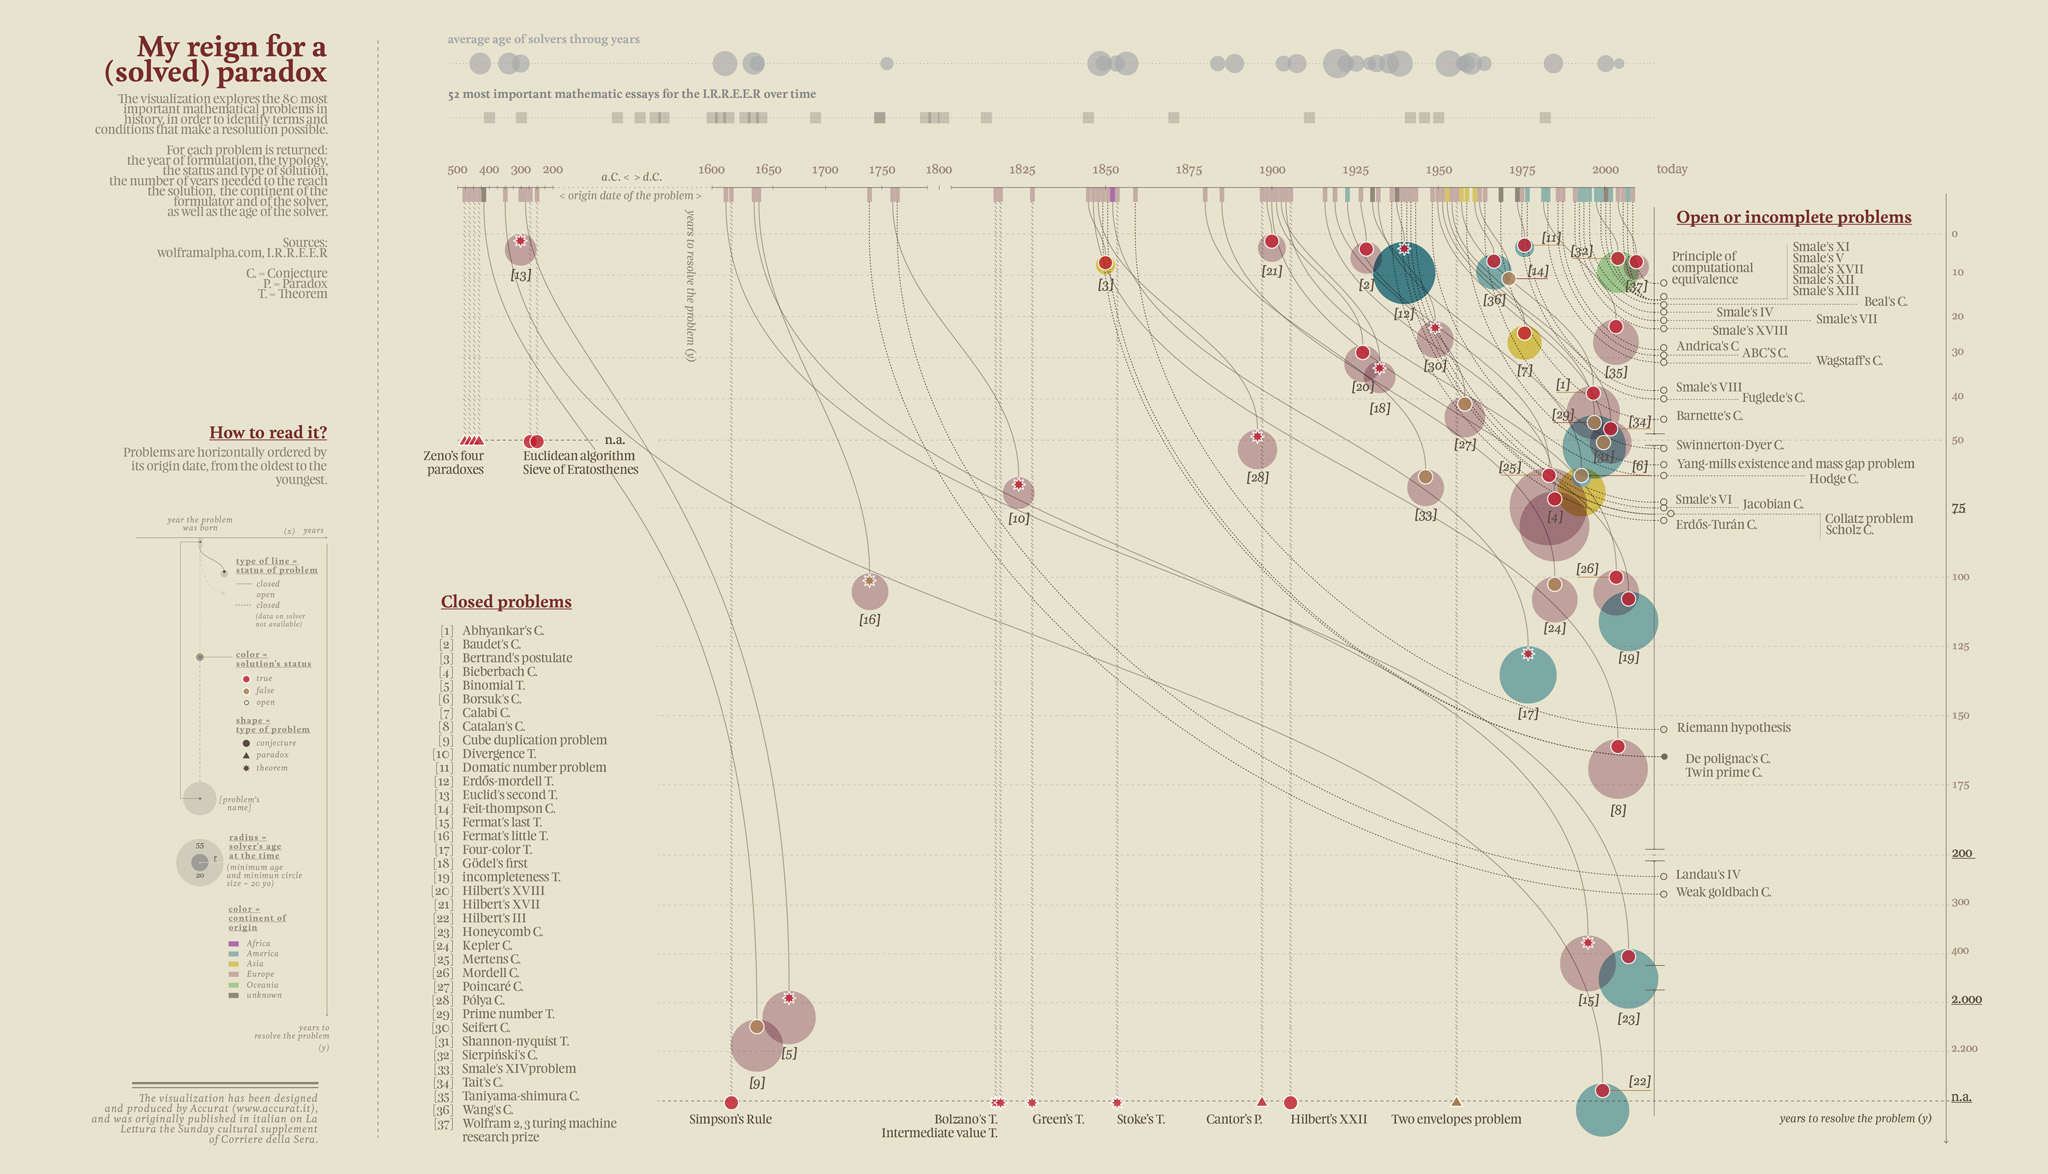 My reign for a
(solved) paradox
The visualization explores the 80 most
important mathematical problems in
history, in order to identify terms and
conditions that make a resolution possible.
For each problem is returned:
the year of formulation, the typology,
the status and type of solution,
the number of years needed to the reach
the solution, the continent of the
formulator and of the solver,
as well as the age of the solver.
Sources:
wolframalpha.com, I.R.R.E.E.R
C. = Conjecture
P. = Paradox
T. = Theorem
How to read it?
Problems are horizontally ordered by
its origin date, from the oldest to the
youngest.
year the problem
was born
(x) years
type of line =
status of problem
closed
open
closed
(data on solver
not available)
color =
solution's status
true
false
open
shape =
type of problem
conjecture
paradox
theorem
[problem's
name]
radius =
solver's age
at the time
(minimum age
and minimun circle
size = 20 yo)
55
r
20
color =
continent of
origin
Africa
America
Asia
Europe
Oceania
unknown
years to
resolve the problem
(y)
The visualization has been designed
and produced by Accurat (www.accurat.it),
and was originally published in italian on La
Lettura the Sunday cultural supplement
of Corriere della Sera.
average age of solvers throug years
52 most important mathematic essays for the I.R.R.E.E.R over time
500 400 300 200
a.C. < > d.C.
1600 1650 1700 1750 1800 1825 1850 1875 1900 1925 1950 1975 2000 today
< origin date of the problem >
years to resolve the problem (y)
[13]
[3]
[21]
[2]
[12]
[36]
[11]
[14]
[32]
[37]
[20]
[18]
[30]
[7]
[35]
[27]
[1]
[29]
[34]
[31]
[6]
[25]
[4]
[28]
[33]
[10]
[16]
[24]
[26]
[19]
[17]
[8]
[15]
[23]
[5]
[9]
[22]
Zeno's four
paradoxes
Euclidean algorithm
Sieve of Eratosthenes
n.a.
Closed problems
[1] Abhyankar's C.
[2] Baudet's C.
[3] Bertrand's postulate
[4] Bieberbach C.
[5] Binomial T.
[6] Borsuk's C.
[7] Calabi C.
[8] Catalan's C.
[9] Cube duplication problem
[10] Divergence T.
[11] Domatic number problem
[12] Erdős-mordell T.
[13] Euclid's second T.
[14] Feit-thompson C.
[15] Fermat's last T.
[16] Fermat's little T.
[17] Four-color T.
[18] Gödel's first
[19] incompleteness T.
[20] Hilbert's XVIII
[21] Hilbert's XVII
[22] Hilbert's III
[23] Honeycomb C.
[24] Kepler C.
[25] Mertens C.
[26] Mordell C.
[27] Poincaré C.
[28] Pólya C.
[29] Prime number T.
[30] Seifert C.
[31] Shannon-nyquist T.
[32] Sierpiński's C.
[33] Smale's XIVproblem
[34] Tait's C.
[35] Taniyama-shimura C.
[36] Wang's C.
[37] Wolfram 2, 3 turing machine
research prize
Simpson's Rule
Bolzano's T.
Intermediate value T.
Green's T.
Stoke's T.
Cantor's P.
Hilbert's XXII
Two envelopes problem
years to resolve the problem (y)
Open or incomplete problems
Principle of
computational
equivalence
Smale's XI
Smale's V
Smale's XVII
Smale's XII
Smale's XIII
Beal's C.
Smale's IV
Smale's VII
Smale's XVIII
Andrica's C
ABC'S C.
Wagstaff's C.
Smale's VIII
Fuglede's C.
Barnette's C.
Swinnerton-Dyer C.
Yang-mills existence and mass gap problem
Hodge C.
Smale's VI
Jacobian C.
Collatz problem
Scholz C.
Erdős-Turán C.
Riemann hypothesis
De polignac's C.
Twin prime C.
Landau's IV
Weak goldbach C.
0
10
20
30
40
50
75
100
125
150
175
200
300
400
2.000
2.200
n.a.